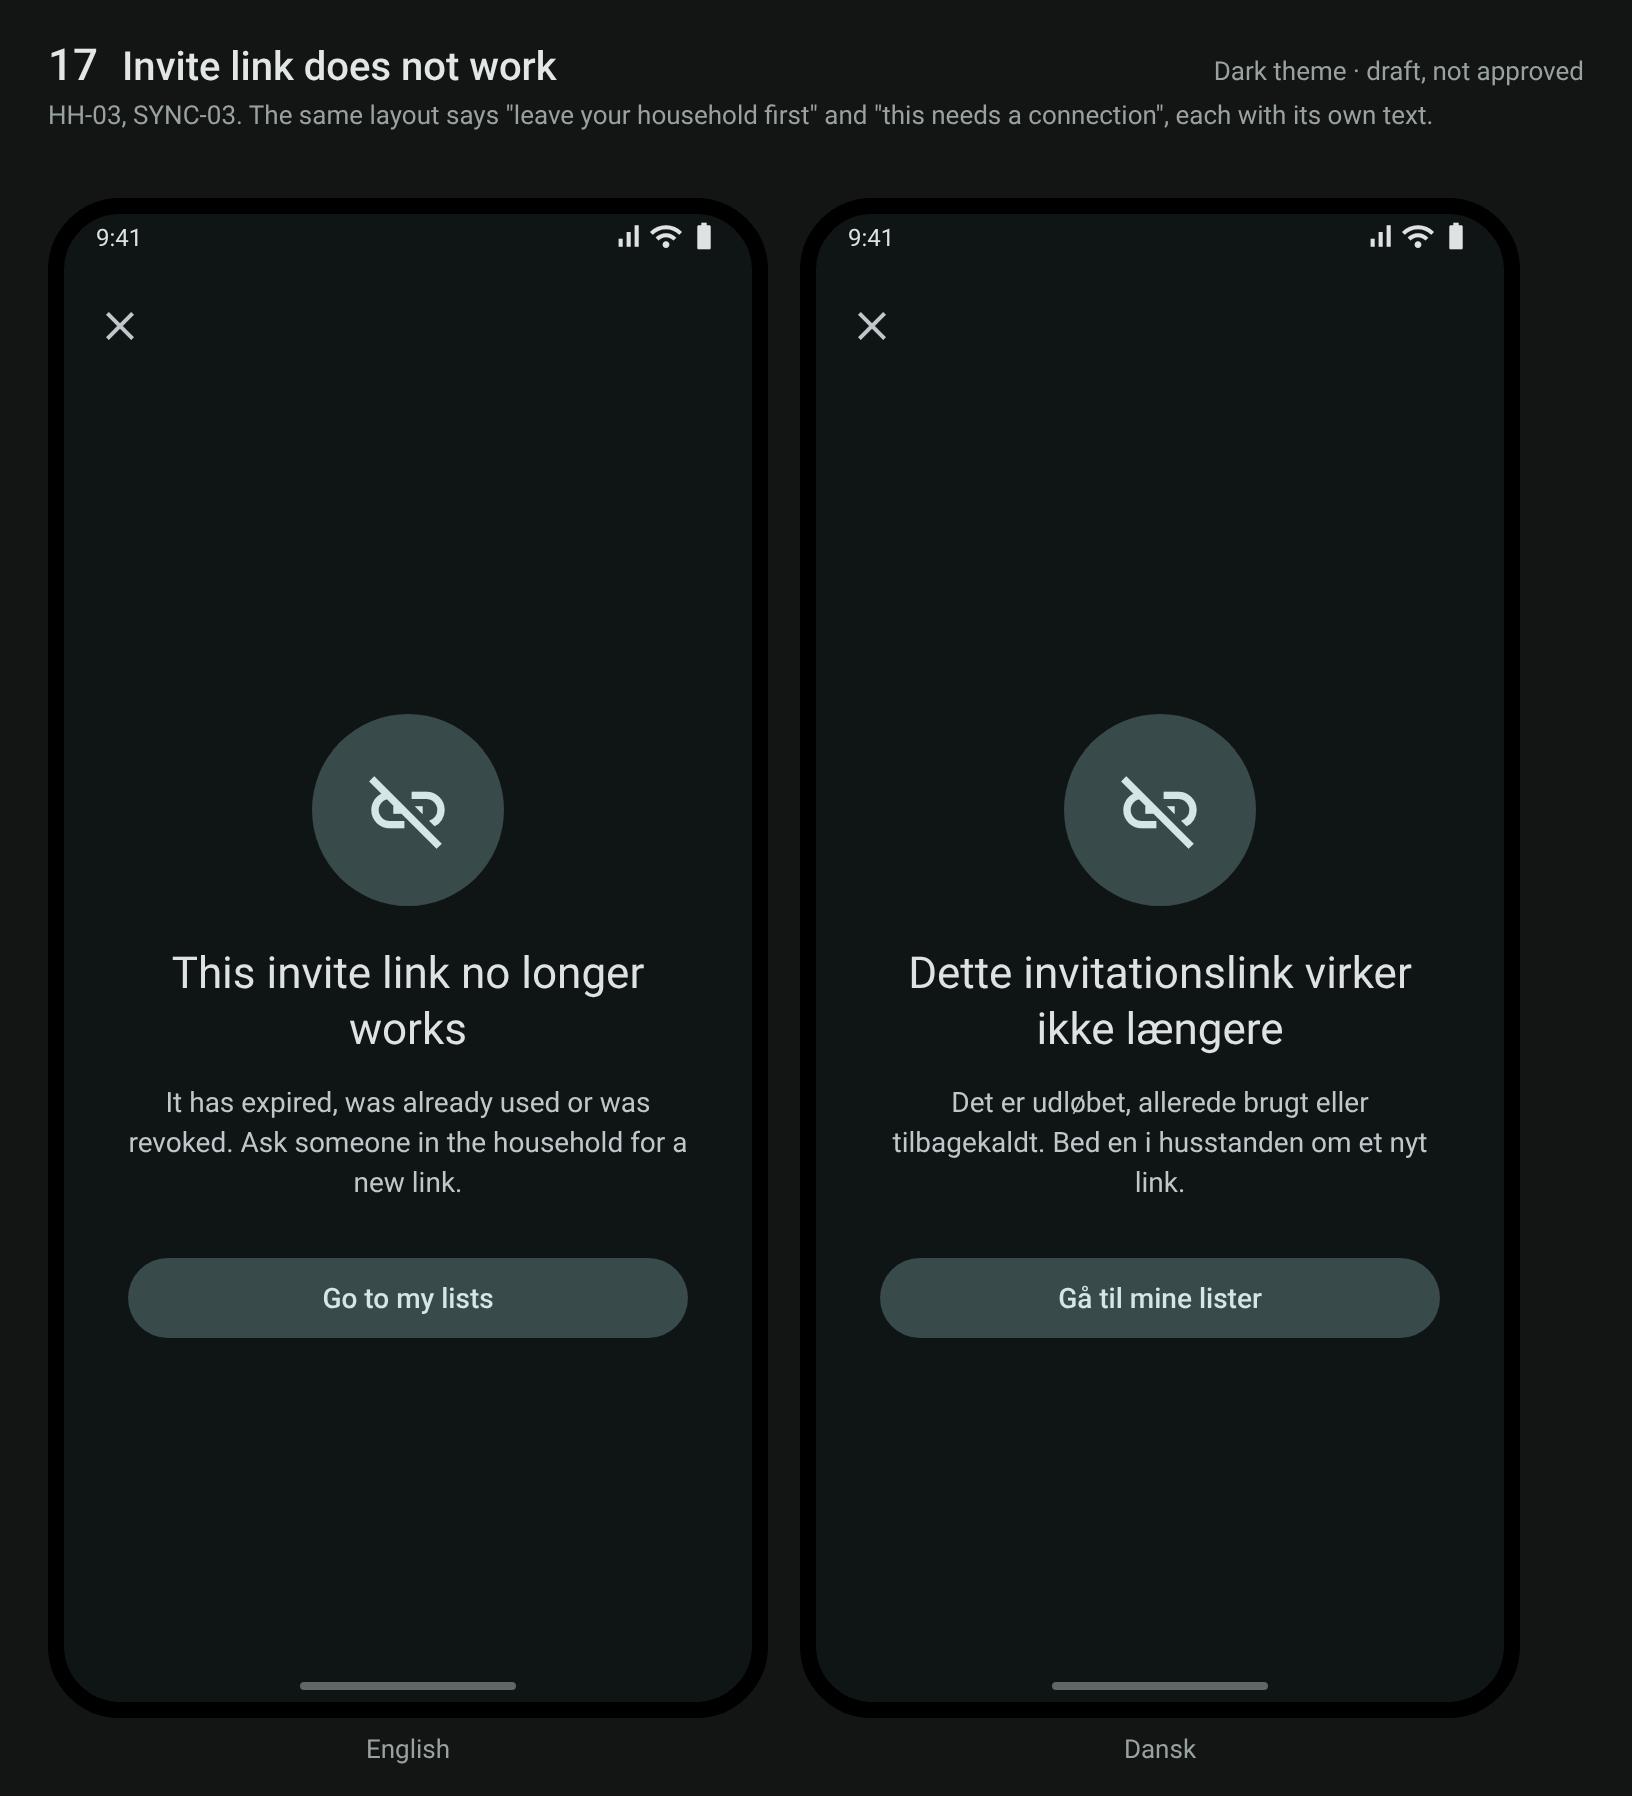 17 Invite link does not work
Dark theme · draft, not approved
HH-03, SYNC-03. The same layout says "leave your household first" and "this needs a connection", each with its own text.
9:41
This invite link no longer
works
It has expired, was already used or was
revoked. Ask someone in the household for a
new link.
Go to my lists
English
9:41
Dette invitationslink virker
ikke længere
Det er udløbet, allerede brugt eller
tilbagekaldt. Bed en i husstanden om et nyt
link.
Gå til mine lister
Dansk